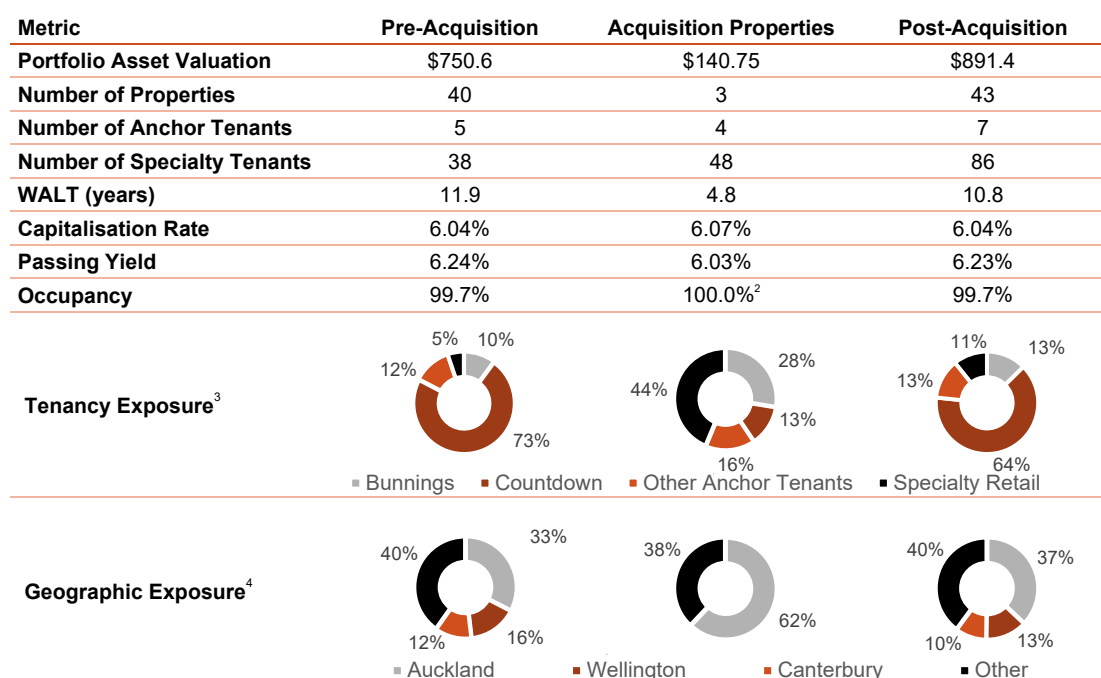 Metric Pre-Acquisition Acquisition Properties Post-Acquisition
Portfolio Asset Valuation $750.6 $140.75 $891.4
Number of Properties 40 3 43
Number of Anchor Tenants 5 4 7
Number of Specialty Tenants 38 48 86
WALT (years) 11.9 4.8 10.8
Capitalisation Rate 6.04% 6.07% 6.04%
Passing Yield 6.24% 6.03% 6.23%
Occupancy 99.7% 100.0%² 99.7%
Tenancy Exposure³
5% 10% 12% 73%
28% 44% 13% 16%
11% 13% 13% 64%
Bunnings Countdown Other Anchor Tenants Specialty Retail
Geographic Exposure⁴
33% 40% 12% 16%
38% 62%
40% 37% 10% 13%
Auckland Wellington Canterbury Other